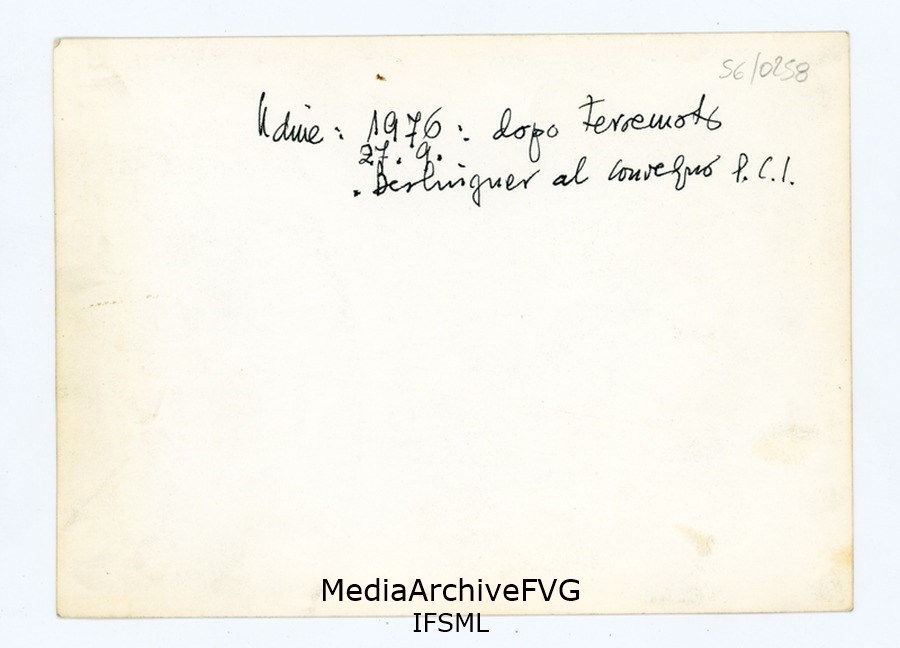 56/0258
Udine: 1976: dopo Terremoto
27.9.
. Berlinguer al convegno P.C.I.
MediaArchiveFVG
IFSML